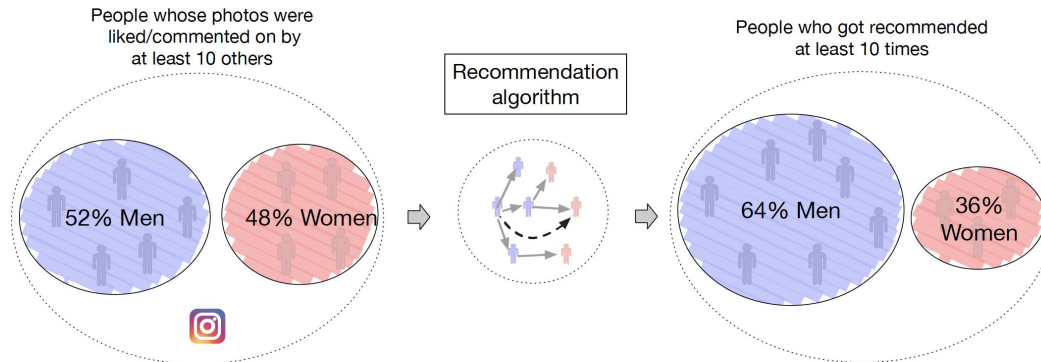 People whose photos were
liked/commented on by
at least 10 others
52% Men
48% Women
Recommendation
algorithm
People who got recommended
at least 10 times
64% Men
36%
Women